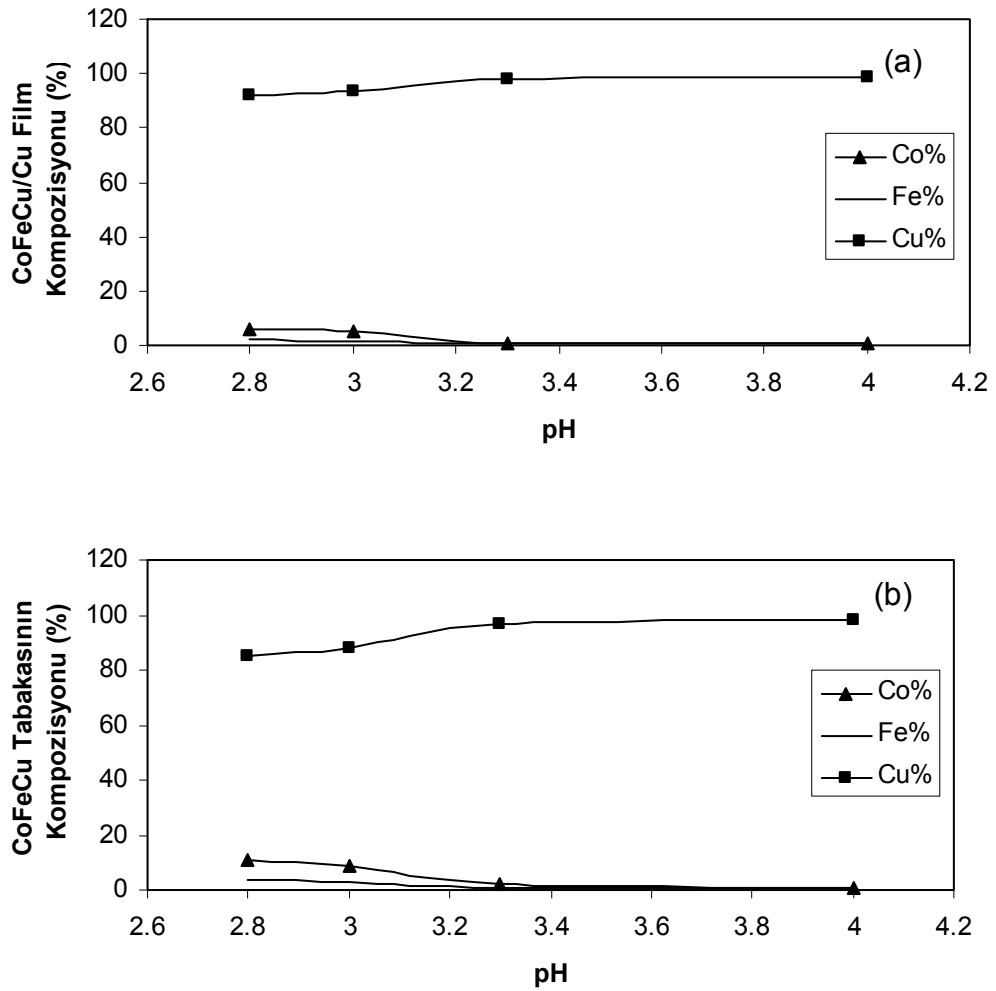 CoFeCu/Cu Film
Kompozisyonu (%)
120
100
80
60
40
20
0
(a)
Co%
Fe%
Cu%
2.6 2.8 3 3.2 3.4 3.6 3.8 4 4.2
pH
CoFeCu Tabakasının
Kompozisyonu (%)
120
100
80
60
40
20
0
(b)
Co%
Fe%
Cu%
2.6 2.8 3 3.2 3.4 3.6 3.8 4 4.2
pH